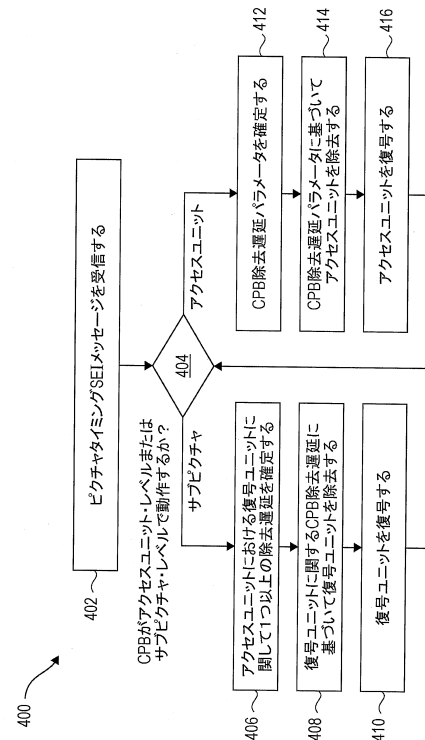 400
402
ピクチャタイミングSEIメッセージを受信する
CPBがアクセスユニット・レベルまたは
サブピクチャ・レベルで動作するか？
404
サブピクチャ
アクセスユニット
406
アクセスユニットにおける復号ユニットに
関して1つ以上の除去遅延を確定する
408
復号ユニットに関するCPB除去遅延に
基づいて復号ユニットを除去する
410
復号ユニットを復号する
412
CPB除去遅延パラメータを確定する
414
CPB除去遅延パラメータに基づいて
アクセスユニットを除去する
416
アクセスユニットを復号する